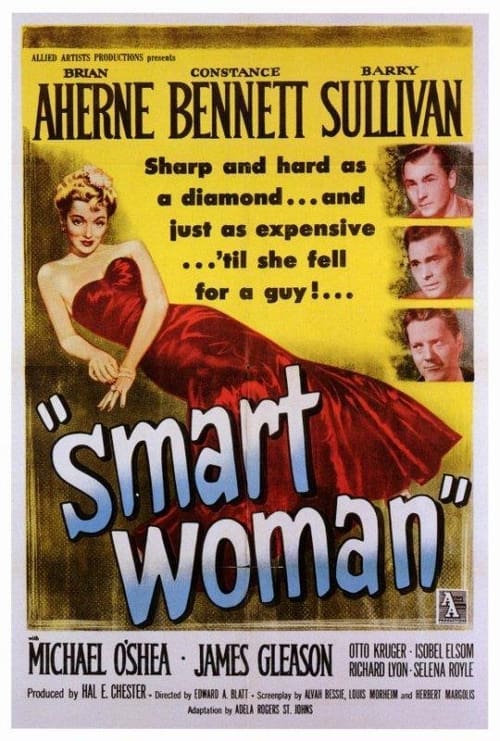 ALLIED ARTISTS PRODUCTIONS presents
BRIAN CONSTANCE BARRY
AHERNE BENNETT SULLIVAN
Sharp and hard as
a diamond...and
just as expensive
...'til she fell
for a guy!...
"smart
woman"
with
MICHAEL O'SHEA · JAMES GLEASON
OTTO KRUGER · ISOBEL ELSOM
RICHARD LYON · SELENA ROYLE
Produced by HAL E. CHESTER · Directed by EDWARD A. BLATT · Screenplay by ALVAH BESSIE, LOUIS MORHEIM and HERBERT MARGOLIS
Adaptation by ADELA ROGERS ST. JOHNS